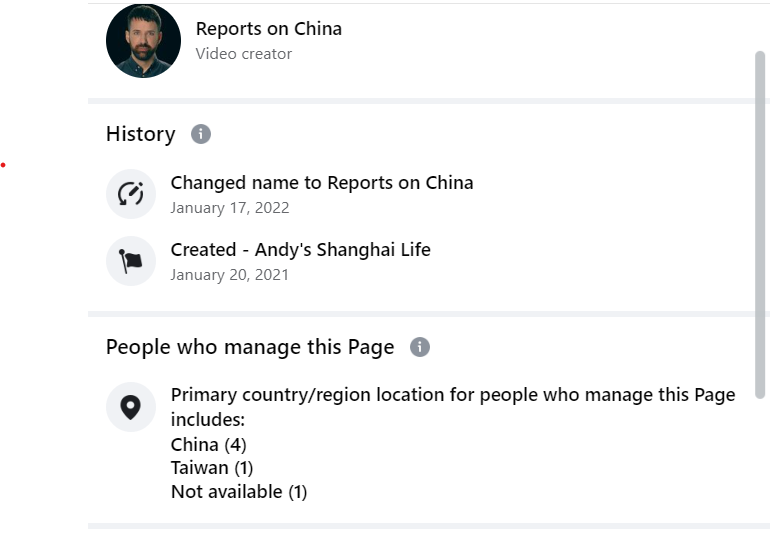 Reports on China
Video creator
History
Changed name to Reports on China
January 17, 2022
Created - Andy's Shanghai Life
January 20, 2021
People who manage this Page
Primary country/region location for people who manage this Page
includes:
China (4)
Taiwan (1)
Not available (1)